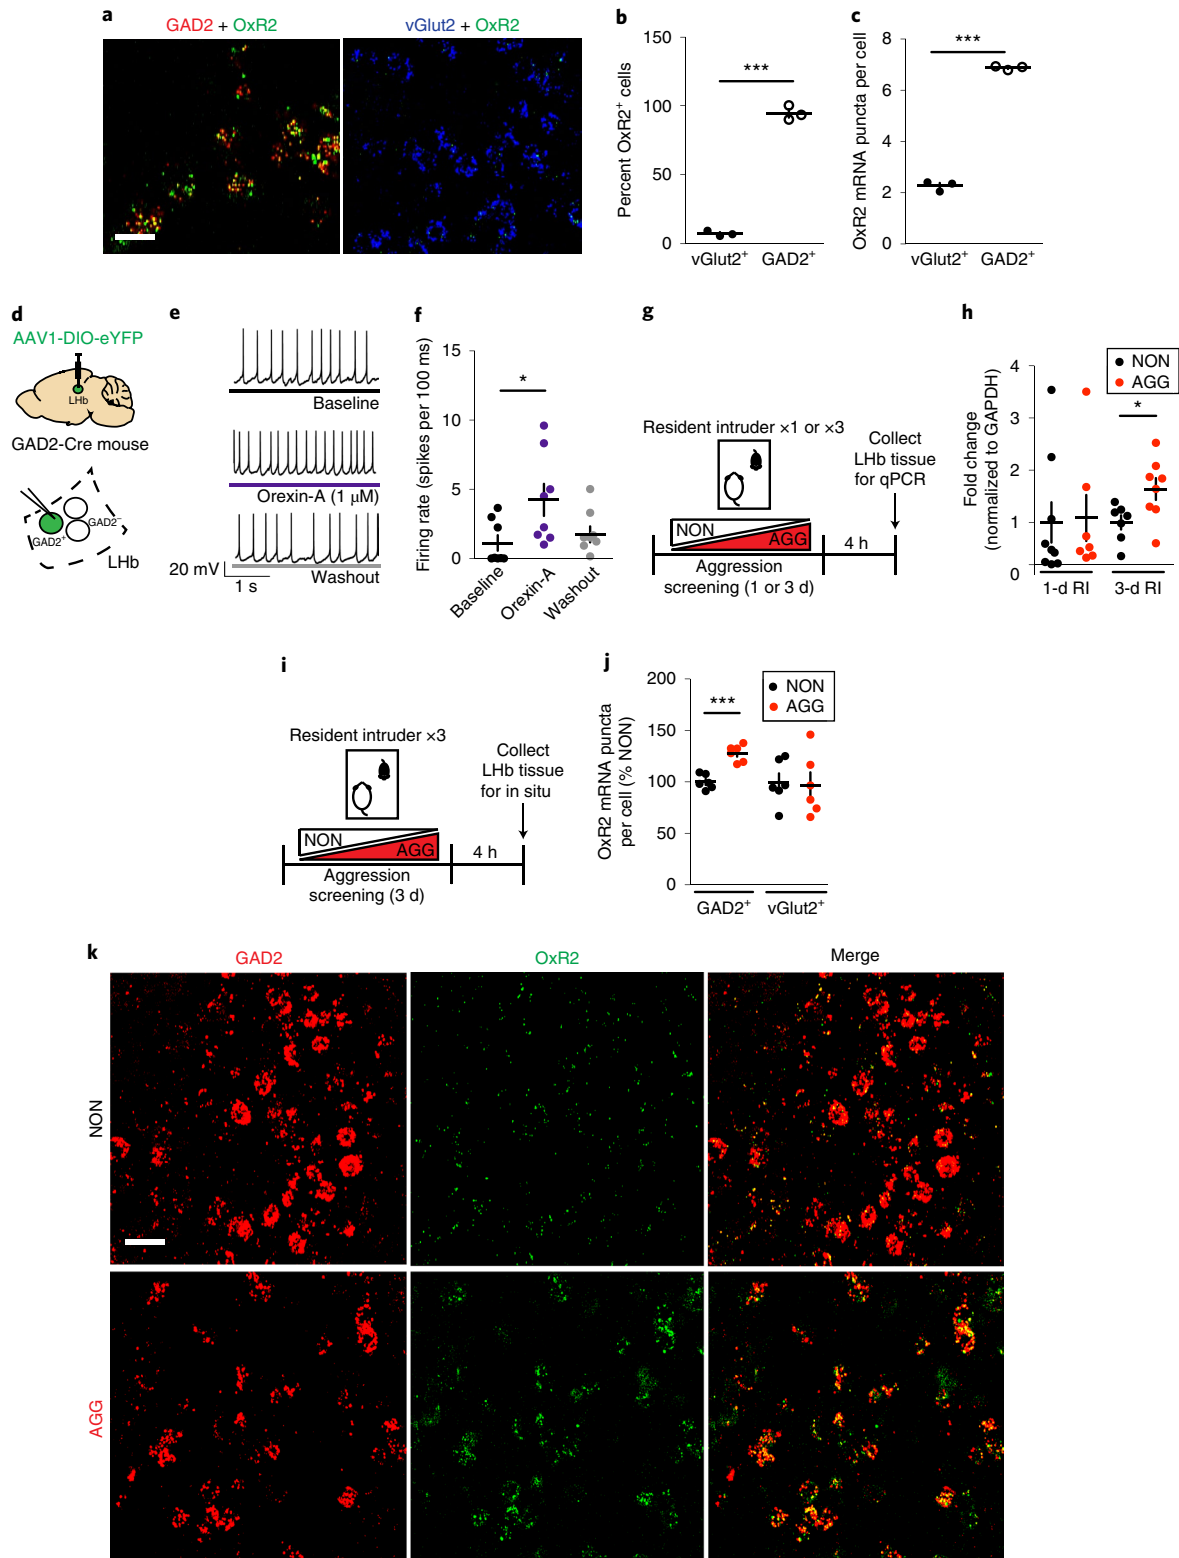 a
GAD2 + OxR2
vGlut2 + OxR2
b
Percent OxR2+ cells
150
100
50
0
***
vGlut2+
GAD2+
c
OxR2 mRNA puncta per cell
8
6
4
2
0
***
vGlut2+
GAD2+
d
AAV1-DIO-eYFP
LHb
GAD2-Cre mouse
GAD2−
GAD2+
LHb
e
Baseline
Orexin-A (1 μM)
Washout
20 mV
1 s
f
Firing rate (spikes per 100 ms)
15
10
5
0
*
Baseline
Orexin-A
Washout
g
Resident intruder ×1 or ×3
Collect
LHb tissue
for qPCR
NON
AGG
4 h
Aggression
screening (1 or 3 d)
h
Fold change
(normalized to GAPDH)
4
3
2
1
0
NON
AGG
*
1-d RI
3-d RI
i
Resident intruder ×3
Collect
LHb tissue
for in situ
NON
AGG
4 h
Aggression
screening (3 d)
j
OxR2 mRNA puncta
per cell (% NON)
200
150
100
50
0
NON
AGG
***
GAD2+
vGlut2+
k
GAD2
OxR2
Merge
NON
AGG